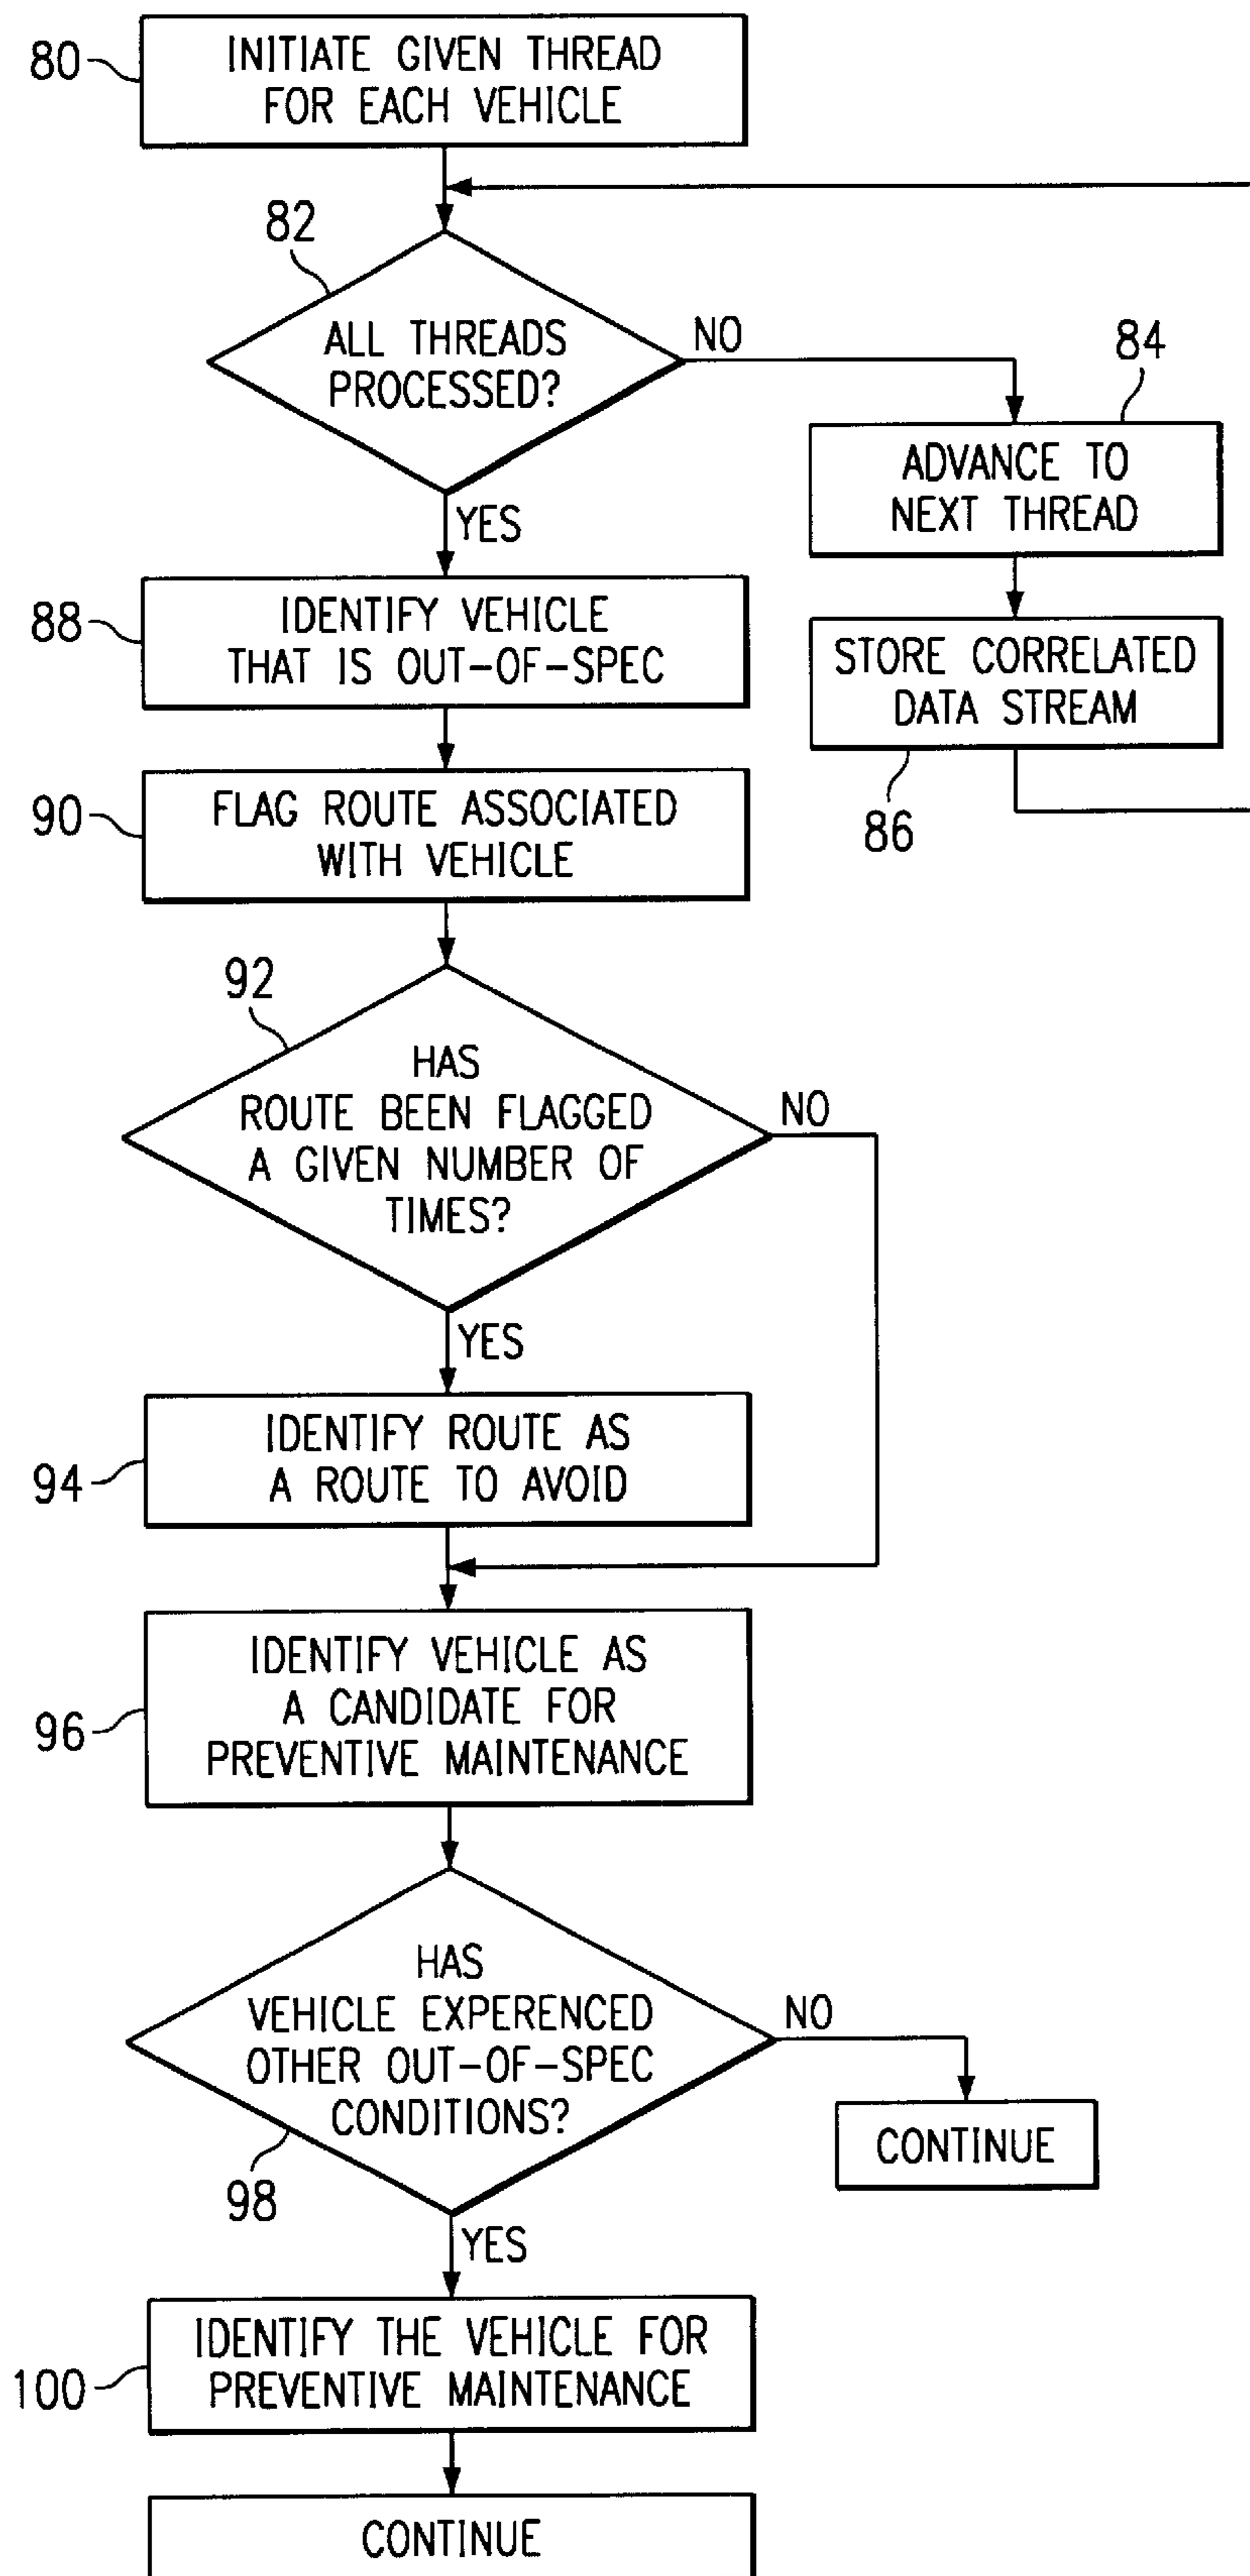 80
INITIATE GIVEN THREAD
FOR EACH VEHICLE
82
ALL THREADS
PROCESSED?
NO
84
ADVANCE TO
NEXT THREAD
YES
88
IDENTIFY VEHICLE
THAT IS OUT-OF-SPEC
STORE CORRELATED
DATA STREAM
86
90
FLAG ROUTE ASSOCIATED
WITH VEHICLE
92
HAS
ROUTE BEEN FLAGGED
A GIVEN NUMBER OF
TIMES?
NO
YES
94
IDENTIFY ROUTE AS
A ROUTE TO AVOID
96
IDENTIFY VEHICLE AS
A CANDIDATE FOR
PREVENTIVE MAINTENANCE
HAS
VEHICLE EXPERENCED
OTHER OUT-OF-SPEC
CONDITIONS?
98
NO
CONTINUE
YES
100
IDENTIFY THE VEHICLE FOR
PREVENTIVE MAINTENANCE
CONTINUE